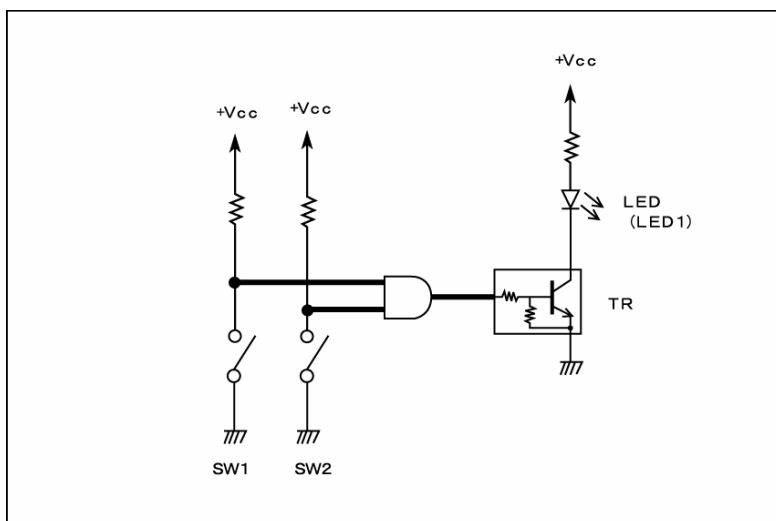 +Vcc
+Vcc
+Vcc
LED
(LED1)
TR
SW1
SW2